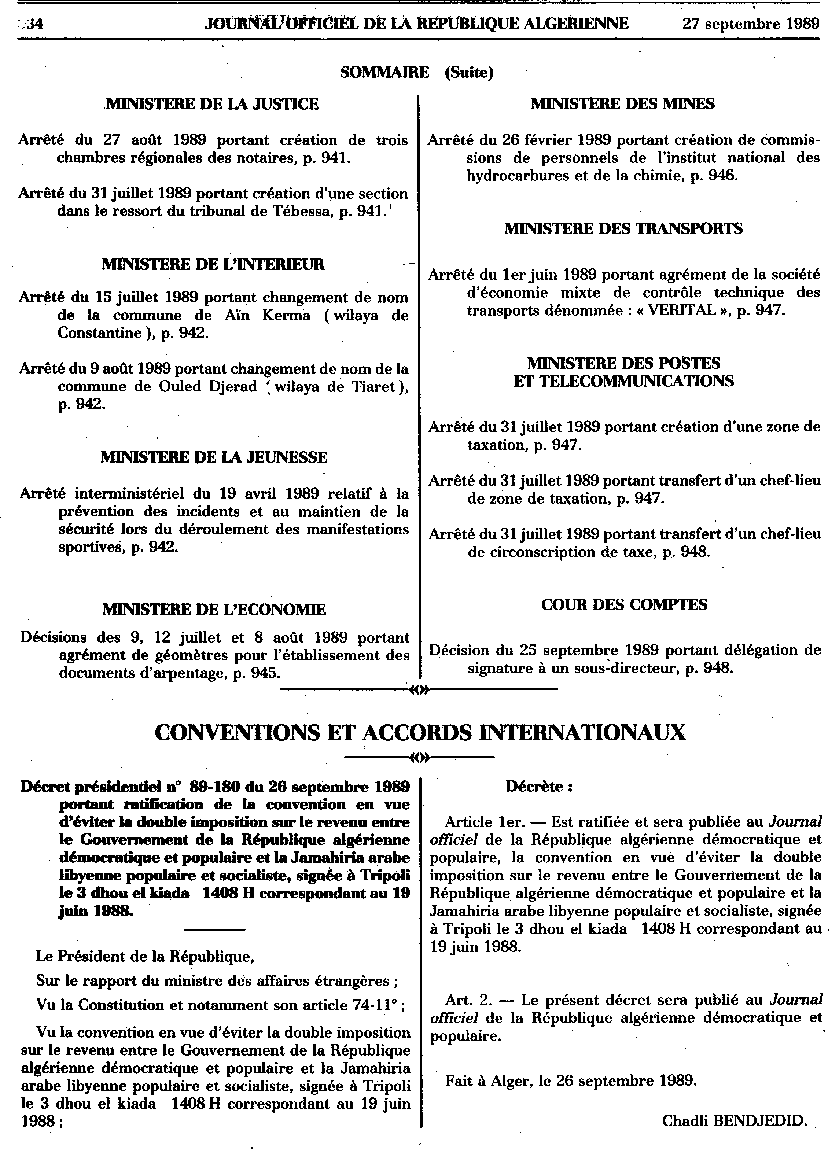 34 JOURNAL OFFICIEL DE LA REPUBLIQUE ALGERIENNE 27 septembre 1989
SOMMAIRE (Suite)
MINISTERE DE LA JUSTICE
Arrêté du 27 août 1989 portant création de trois
chambres régionales des notaires, p. 941.
Arrêté du 31 juillet 1989 portant création d'une section
dans le ressort du tribunal de Tébessa, p. 941.
MINISTERE DE L'INTERIEUR
Arrêté du 15 juillet 1989 portant changement de nom
de la commune de Aïn Kerma ( wilaya de
Constantine ), p. 942.
Arrêté du 9 août 1989 portant changement de nom de la
commune de Ouled Djerad ( wilaya de Tiaret ),
p. 942.
MINISTERE DE LA JEUNESSE
Arrêté interministériel du 19 avril 1989 relatif à la
prévention des incidents et au maintien de la
sécurité lors du déroulement des manifestations
sportives, p. 942.
MINISTERE DE L'ECONOMIE
Décisions des 9, 12 juillet et 8 août 1989 portant
agrément de géomètres pour l'établissement des
documents d'arpentage, p. 945.
MINISTERE DES MINES
Arrêté du 26 février 1989 portant création de commis-
sions de personnels de l'institut national des
hydrocarbures et de la chimie, p. 946.
MINISTERE DES TRANSPORTS
Arrêté du 1er juin 1989 portant agrément de la société
d'économie mixte de contrôle technique des
transports dénommée : « VERITAL », p. 947.
MINISTERE DES POSTES
ET TELECOMMUNICATIONS
Arrêté du 31 juillet 1989 portant création d'une zone de
taxation, p. 947.
Arrêté du 31 juillet 1989 portant transfert d'un chef-lieu
de zone de taxation, p. 947.
Arrêté du 31 juillet 1989 portant transfert d'un chef-lieu
de circonscription de taxe, p. 948.
COUR DES COMPTES
Décision du 25 septembre 1989 portant délégation de
signature à un sous-directeur, p. 948.
CONVENTIONS ET ACCORDS INTERNATIONAUX
Décret présidentiel n° 89-180 du 26 septembre 1989
portant ratification de la convention en vue
d'éviter la double imposition sur le revenu entre
le Gouvernement de la République algérienne
démocratique et populaire et la Jamahiria arabe
libyenne populaire et socialiste, signée à Tripoli
le 3 dhou el kiada 1408 H correspondant au 19
juin 1988.
Le Président de la République,
Sur le rapport du ministre des affaires étrangères ;
Vu la Constitution et notamment son article 74-11° ;
Vu la convention en vue d'éviter la double imposition
sur le revenu entre le Gouvernement de la République
algérienne démocratique et populaire et la Jamahiria
arabe libyenne populaire et socialiste, signée à Tripoli
le 3 dhou el kiada 1408 H correspondant au 19 juin
1988 ;
Décrète :
Article 1er. — Est ratifiée et sera publiée au Journal
officiel de la République algérienne démocratique et
populaire, la convention en vue d'éviter la double
imposition sur le revenu entre le Gouvernement de la
République algérienne démocratique et populaire et la
Jamahiria arabe libyenne populaire et socialiste, signée
à Tripoli le 3 dhou el kiada 1408 H correspondant au
19 juin 1988.
Art. 2. — Le présent décret sera publié au Journal
officiel de la République algérienne démocratique et
populaire.
Fait à Alger, le 26 septembre 1989.
Chadli BENDJEDID.